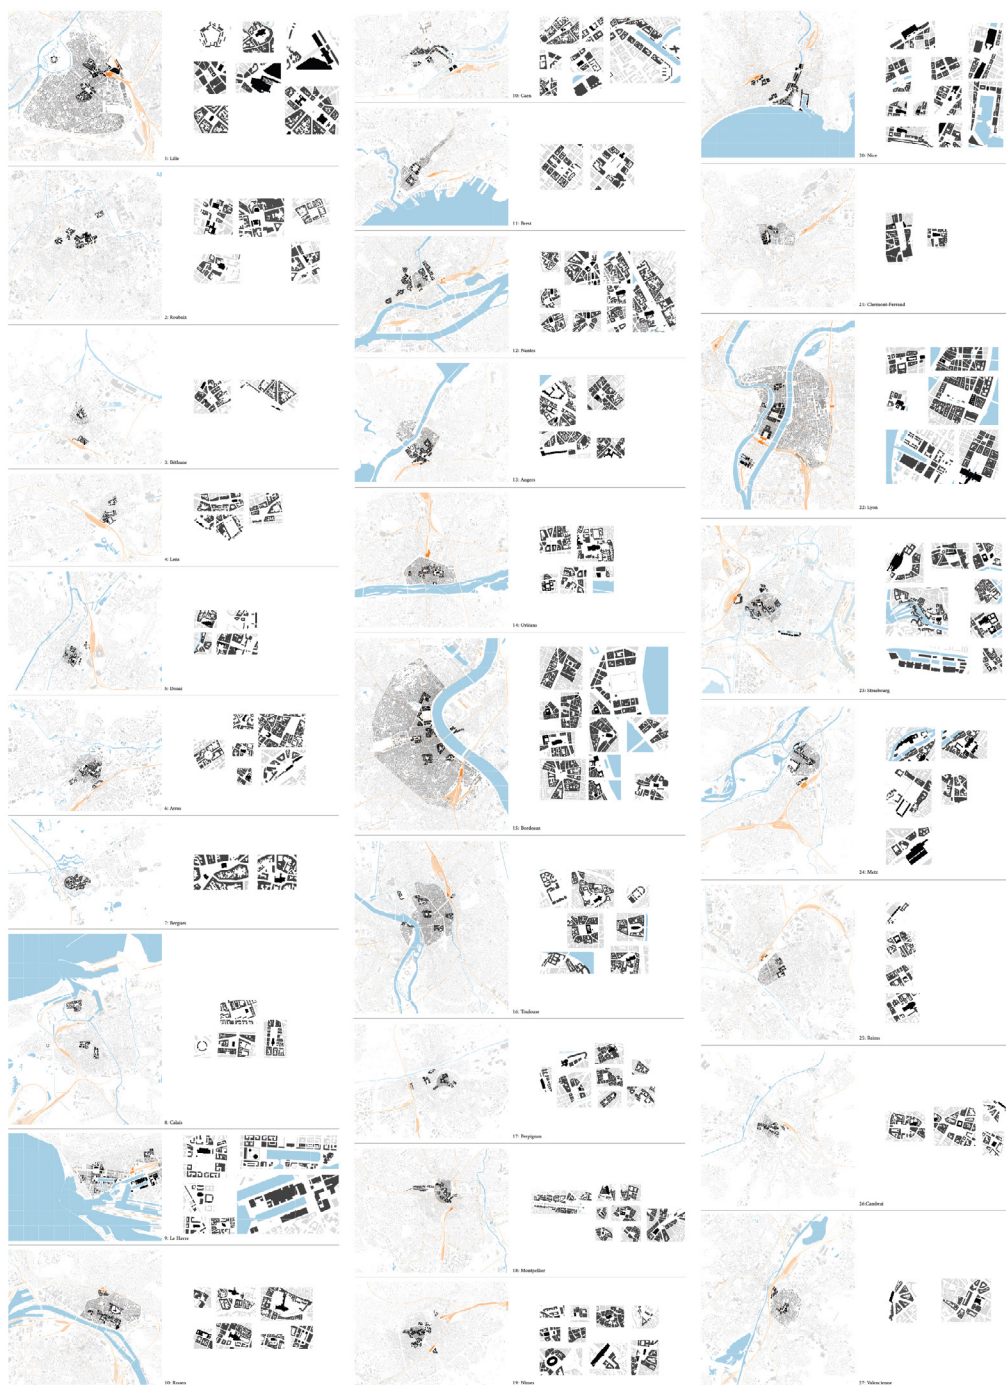 1: Lille
2: Roubaix
3: Béthune
4: Lens
5: Douai
6: Arras
7: Bergues
8: Calais
9: Le Havre
10: Rouen
10: Caen
11: Brest
12: Nantes
13: Angers
14: Orléans
15: Bordeaux
16: Toulouse
17: Perpignan
18: Montpellier
19: Nîmes
20: Nice
21: Clermont-Ferrand
22: Lyon
23: Strasbourg
24: Metz
25: Reims
26:Cambrai
27: Valenciennes